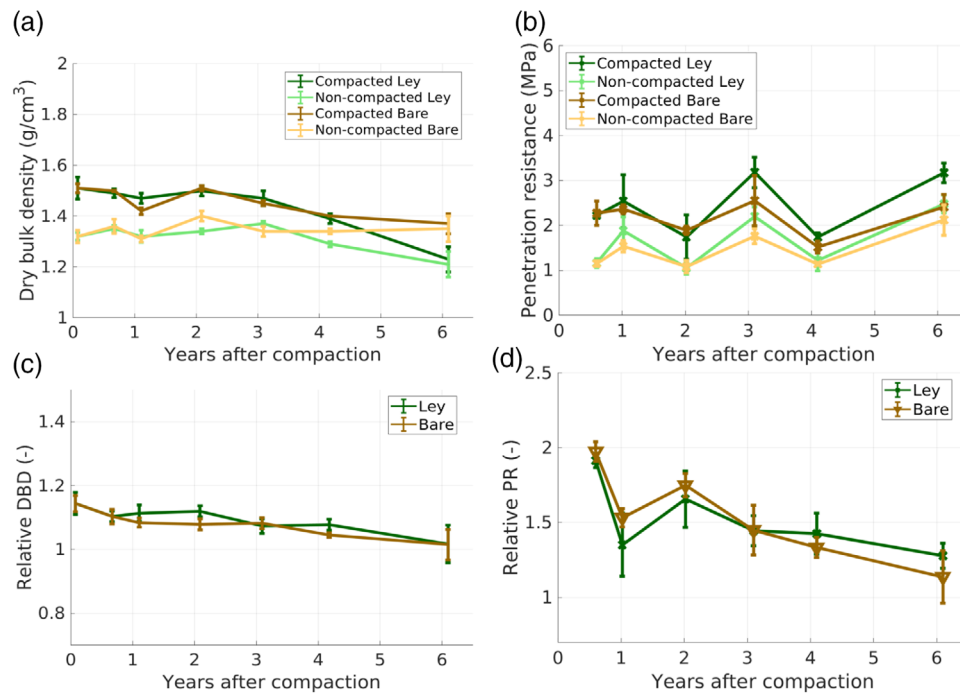 (a)
Dry bulk density (g/cm³)
2
1.8
1.6
1.4
1.2
1
Compacted Ley
Non-compacted Ley
Compacted Bare
Non-compacted Bare
0 1 2 3 4 5 6
Years after compaction
(b)
Penetration resistance (MPa)
6
5
4
3
2
1
0
Compacted Ley
Non-compacted Ley
Compacted Bare
Non-compacted Bare
0 1 2 3 4 5 6
Years after compaction
(c)
Relative DBD (-)
1.4
1.2
1
0.8
Ley
Bare
0 1 2 3 4 5 6
Years after compaction
(d)
Relative PR (-)
2.5
2
1.5
1
Ley
Bare
0 1 2 3 4 5 6
Years after compaction